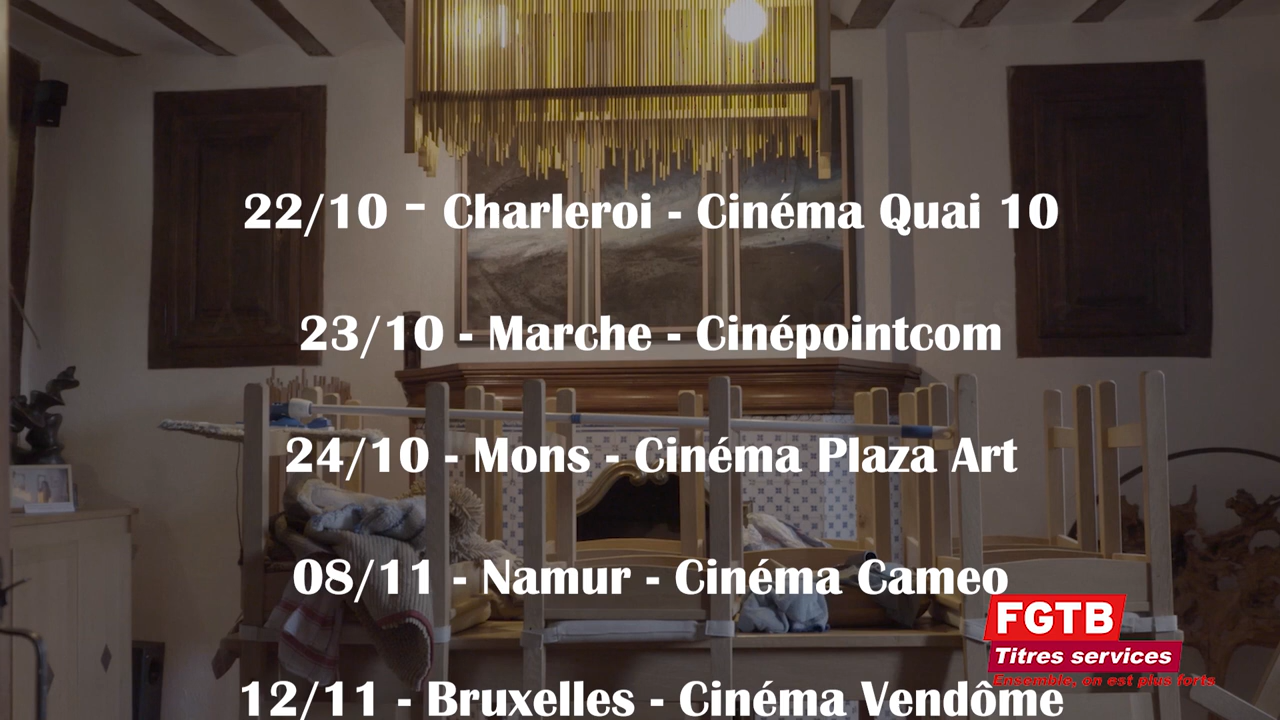 22/10 - Charleroi - Cinéma Quai 10
23/10 - Marche - Cinépointcom
24/10 - Mons - Cinéma Plaza Art
08/11 - Namur - Cinéma Cameo
FGTB
Titres services
Ensemble, on est plus forts
12/11 - Bruxelles - Cinéma Vendôme